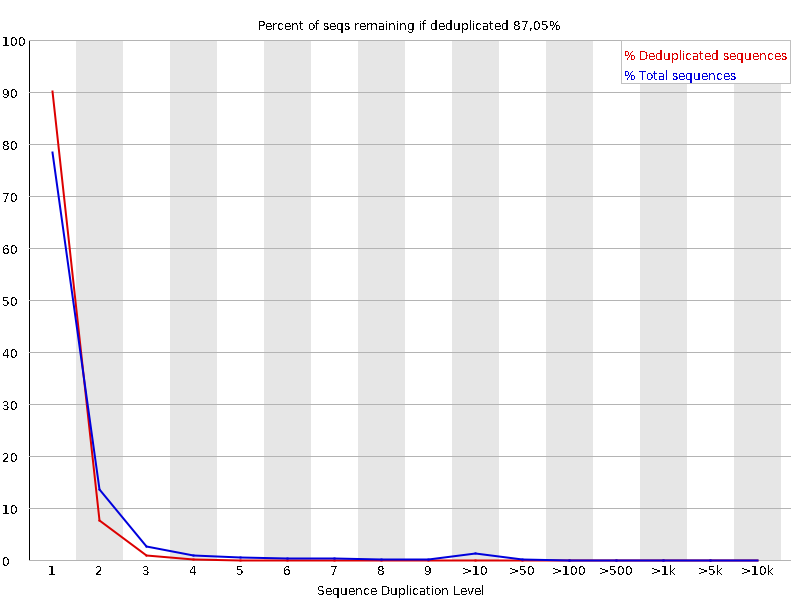 Percent of seqs remaining if deduplicated 87,05%
% Deduplicated sequences
% Total sequences
100
90
80
70
60
50
40
30
20
10
0
1 2 3 4 5 6 7 8 9 >10 >50 >100 >500 >1k >5k >10k
Sequence Duplication Level